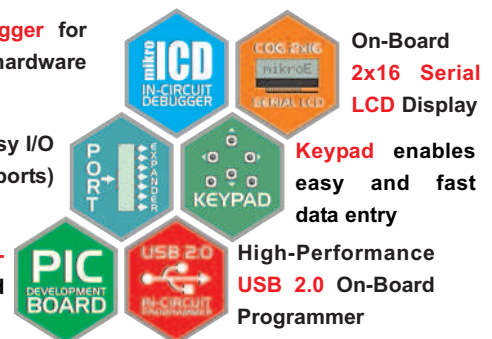 gger for
hardware
mikro
ICD
IN-CIRCUIT
DEBUGGER
COG 2x16
mikroE
SERIAL LCD
On-Board
2x16 Serial
LCD Display
sy I/O
ports)
PORT
EXPANDER
KEYPAD
Keypad enables
easy and fast
data entry
-
d
PIC
DEVELOPMENT
BOARD
USB 2.0
IN-CIRCUIT
PROGRAMMER
High-Performance
USB 2.0 On-Board
Programmer